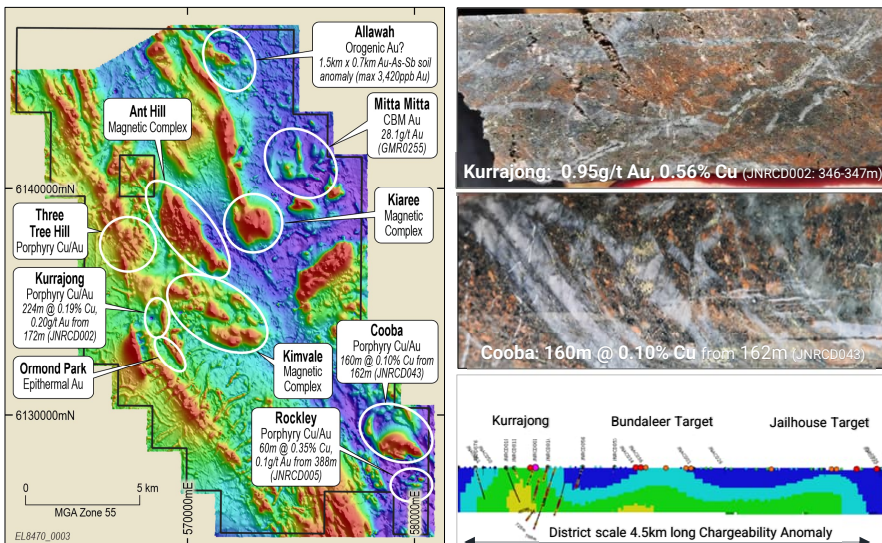 Allawah
Orogenic Au?
1.5km x 0.7km Au-As-Sb soil
anomaly (max 3,420ppb Au)
Ant Hill
Magnetic Complex
Mitta Mitta
CBM Au
28.1g/t Au
(GMR0255)
6140000mN
Three
Tree Hill
Porphyry Cu/Au
Kiaree
Magnetic
Complex
Kurrajong
Porphyry Cu/Au
224m @ 0.19% Cu,
0.20g/t Au from
172m (JNRCD002)
Cooba
Porphyry Cu/Au
160m @ 0.10% Cu from
162m (JNRCD043)
Kimvale
Magnetic
Complex
Ormond Park
Epithermal Au
6130000mN
Rockley
Porphyry Cu/Au
60m @ 0.35% Cu,
0.1g/t Au from 388m
(JNRCD005)
0 5 km
MGA Zone 55
570000mE
580000mE
EL8470_0003
Kurrajong: 0.95g/t Au, 0.56% Cu (JNRCD002: 346-347m)
Cooba: 160m @ 0.10% Cu from 162m (JNRCD043)
Kurrajong Bundaleer Target Jailhouse Target
District scale 4.5km long Chargeability Anomaly